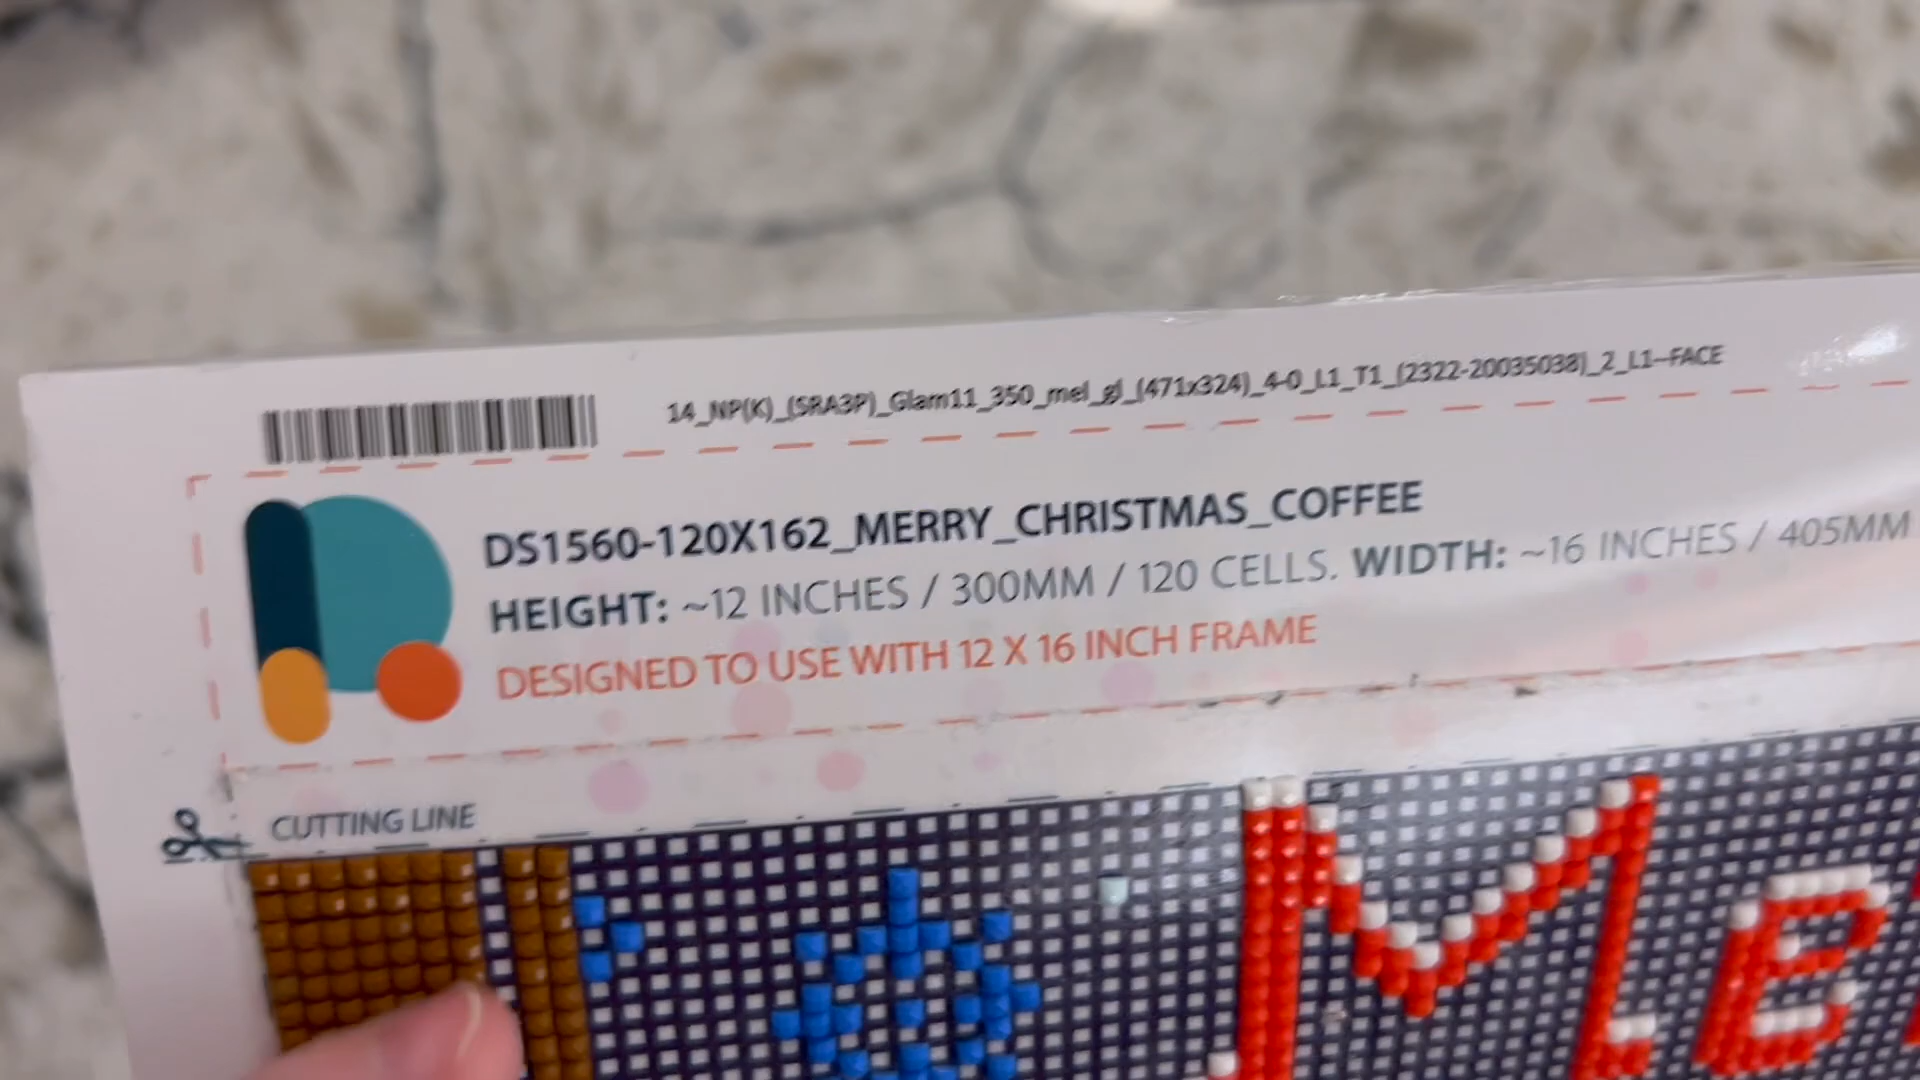 14_NP(K)_(SRA3P)_Glam11_350_mel_gl_(471x324)_4-0_L1_T1_(2322-20035038)_2_L1--FACE
DS1560-120X162_MERRY_CHRISTMAS_COFFEE
HEIGHT: ~12 INCHES / 300MM / 120 CELLS. WIDTH: ~16 INCHES / 405MM
DESIGNED TO USE WITH 12 X 16 INCH FRAME
CUTTING LINE
Me